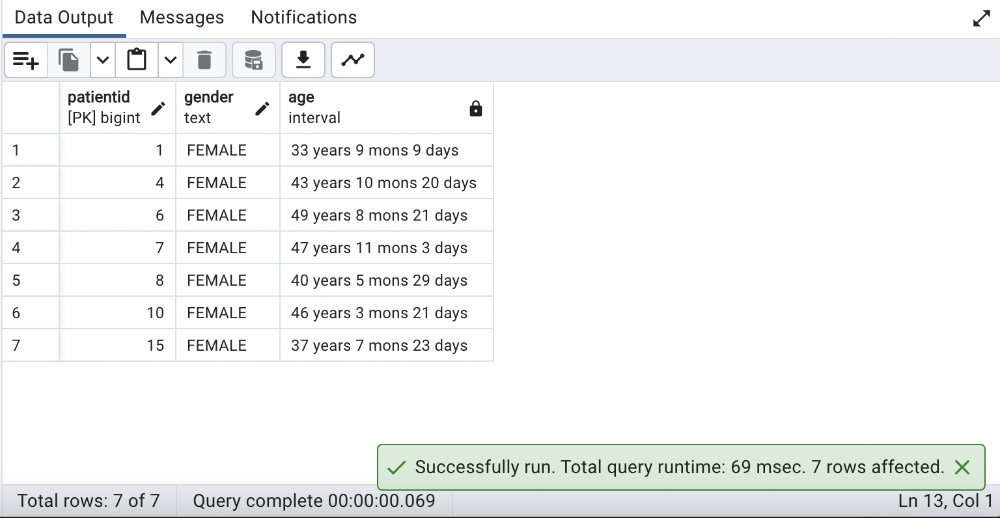 Data Output Messages Notifications
patientid gender age
[PK] bigint text interval
1 1 FEMALE 33 years 9 mons 9 days
2 4 FEMALE 43 years 10 mons 20 days
3 6 FEMALE 49 years 8 mons 21 days
4 7 FEMALE 47 years 11 mons 3 days
5 8 FEMALE 40 years 5 mons 29 days
6 10 FEMALE 46 years 3 mons 21 days
7 15 FEMALE 37 years 7 mons 23 days
Successfully run. Total query runtime: 69 msec. 7 rows affected.
Total rows: 7 of 7 Query complete 00:00:00.069 Ln 13, Col 1